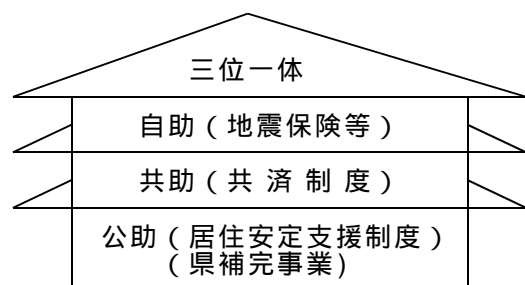 三位一体
自助(地震保険等)
共助(共済制度)
公助(居住安定支援制度)
(県補完事業)